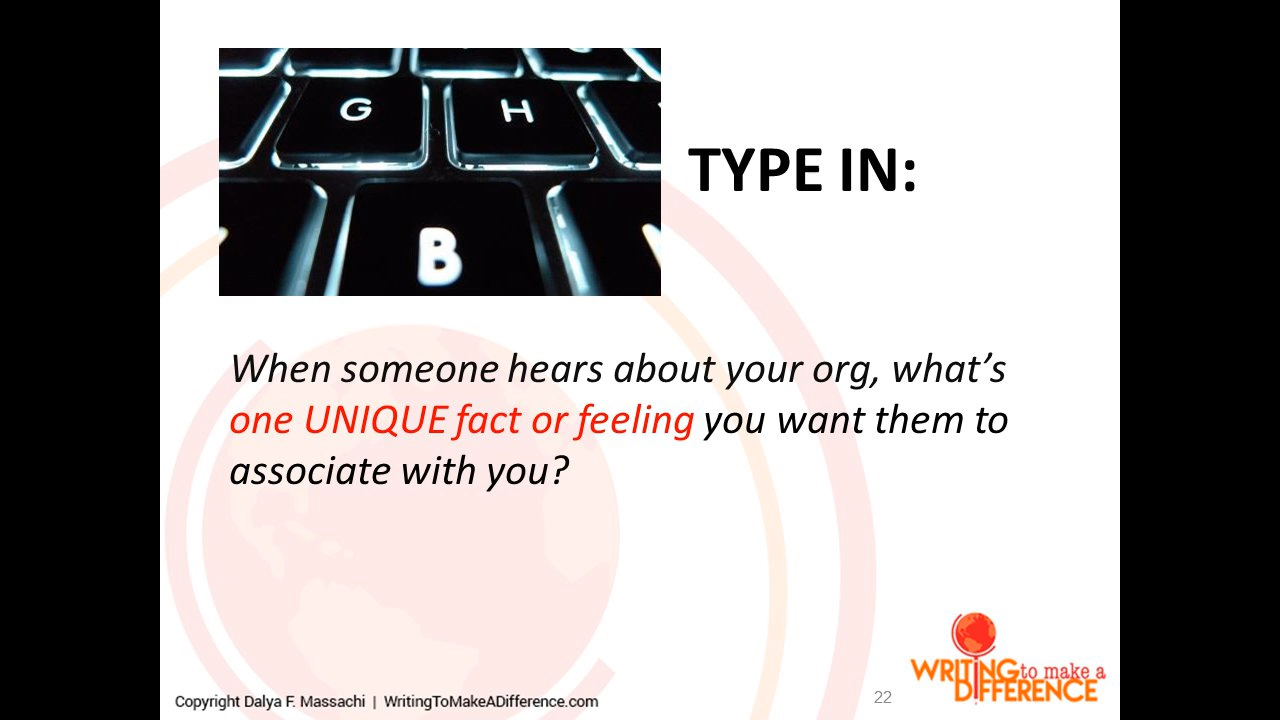 G H
B
TYPE IN:
When someone hears about your org, what's
one UNIQUE fact or feeling you want them to
associate with you?
WRITING to make a
DIFFERENCE
Copyright Dalya F. Massachi | WritingToMakeADifference.com
22